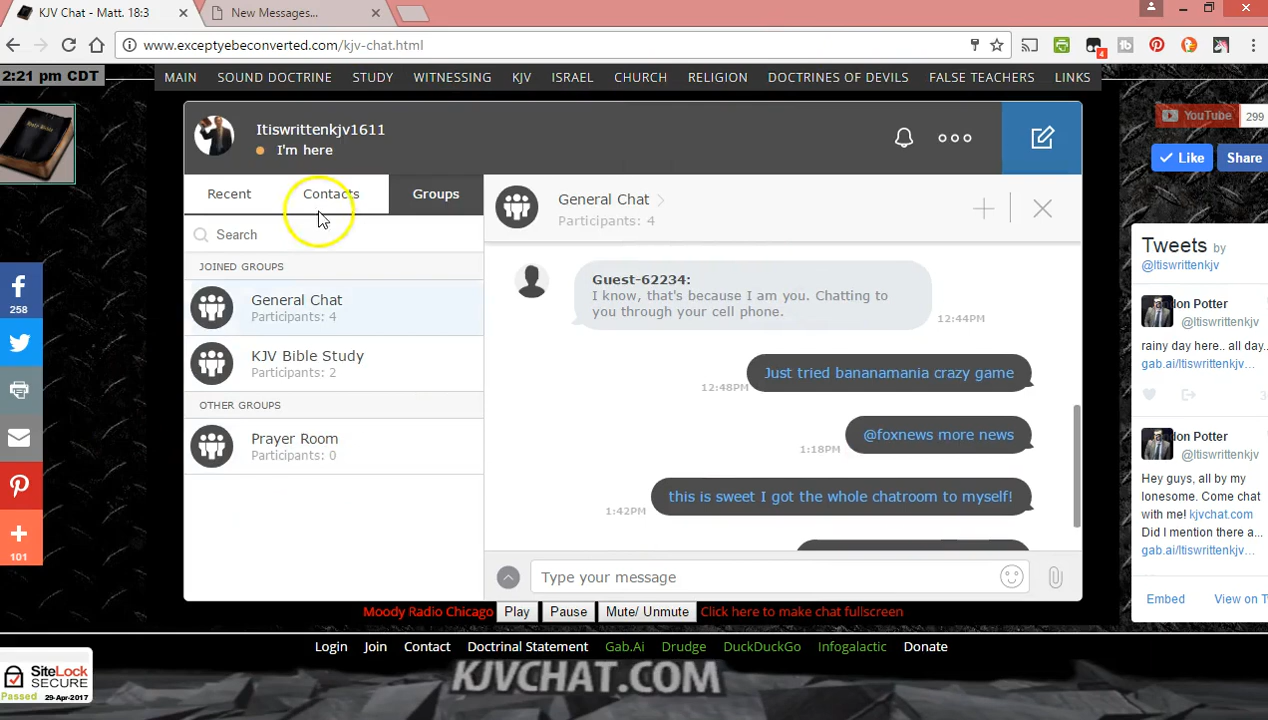 KJV Chat - Matt. 18:3
New Messages...
www.exceptyebeconverted.com/kjv-chat.html
4
2:21 pm CDT
MAIN SOUND DOCTRINE STUDY WITNESSING KJV ISRAEL CHURCH RELIGION DOCTRINES OF DEVILS FALSE TEACHERS LINKS
Itiswrittenkjv1611
I'm here
YouTube 299
Like Share
Recent Contacts Groups
Search
JOINED GROUPS
General Chat
Participants: 4
KJV Bible Study
Participants: 2
OTHER GROUPS
Prayer Room
Participants: 0
General Chat
Participants: 4
Guest-62234:
I know, that's because I am you. Chatting to
you through your cell phone.
12:44PM
Just tried bananamania crazy game
12:48PM
@foxnews more news
1:18PM
this is sweet I got the whole chatroom to myself!
1:42PM
Type your message
258
101
Tweets by
@Itiswrittenkjv
don Potter
@Itiswrittenkjv
rainy day here.. all day..
gab.ai/Itiswrittenkjv...
don Potter
@Itiswrittenkjv
Hey guys, all by my
lonesome. Come chat
with me! kjvchat.com
Did I mention there a...
gab.ai/Itiswrittenkjv...
Embed View on T
Moody Radio Chicago Play Pause Mute/ Unmute Click here to make chat fullscreen
Login Join Contact Doctrinal Statement Gab.Ai Drudge DuckDuckGo Infogalactic Donate
KJVCHAT.COM
SiteLock
SECURE
Passed 29-Apr-2017